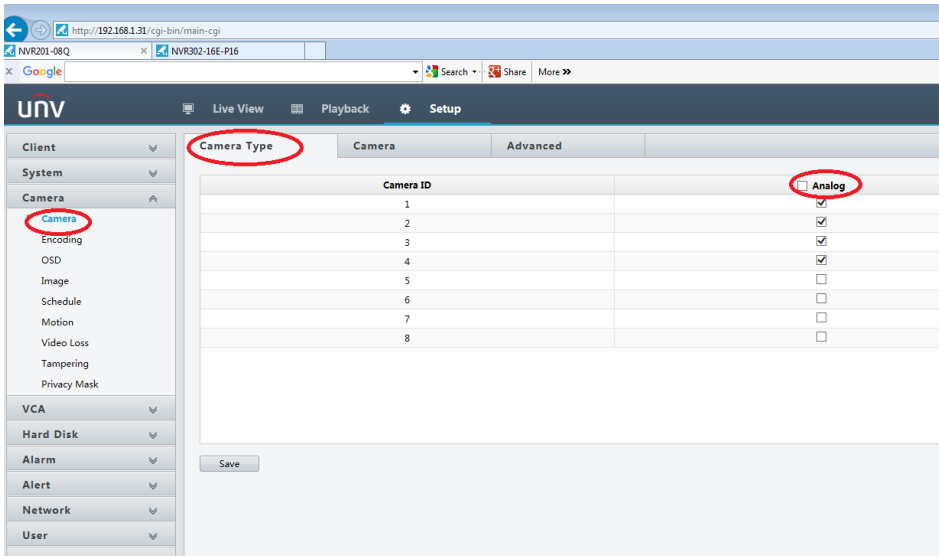 http://192.168.1.31/cgi-bin/main-cgi
NVR201-08Q × NVR302-16E-P16
× Google Search Share More »
unv Live View Playback Setup
Client
System
Camera
Camera
Encoding
OSD
Image
Schedule
Motion
Video Loss
Tampering
Privacy Mask
VCA
Hard Disk
Alarm
Alert
Network
User
Camera Type Camera Advanced
Camera ID Analog
1
2
3
4
5
6
7
8
Save